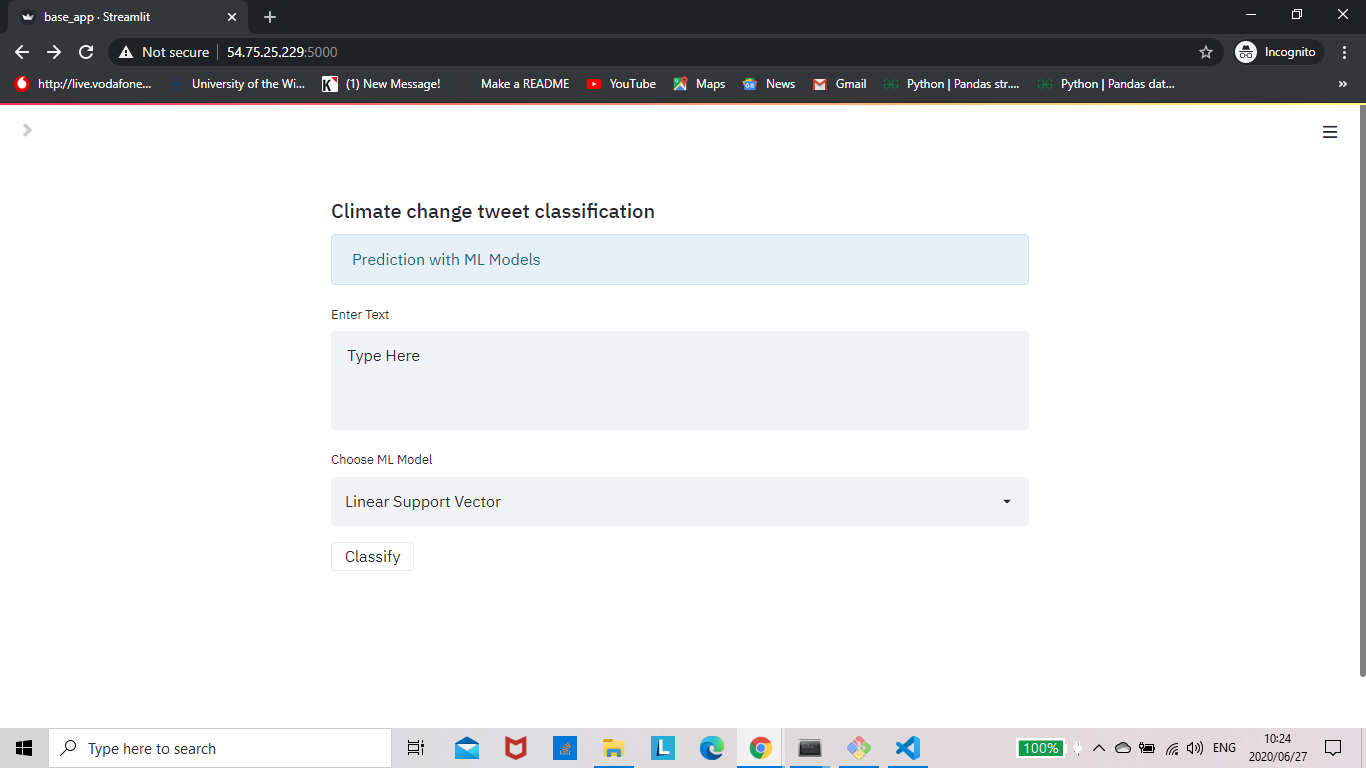 base_app · Streamlit
Not secure 54.75.25.229:5000 Incognito
http://live.vodafone... University of the Wi... (1) New Message! Make a README YouTube Maps News Gmail Python | Pandas str.... Python | Pandas dat... »
Climate change tweet classification
Prediction with ML Models
Enter Text
Type Here
Choose ML Model
Linear Support Vector
Classify
Type here to search
L
100%
ENG
10:24
2020/06/27